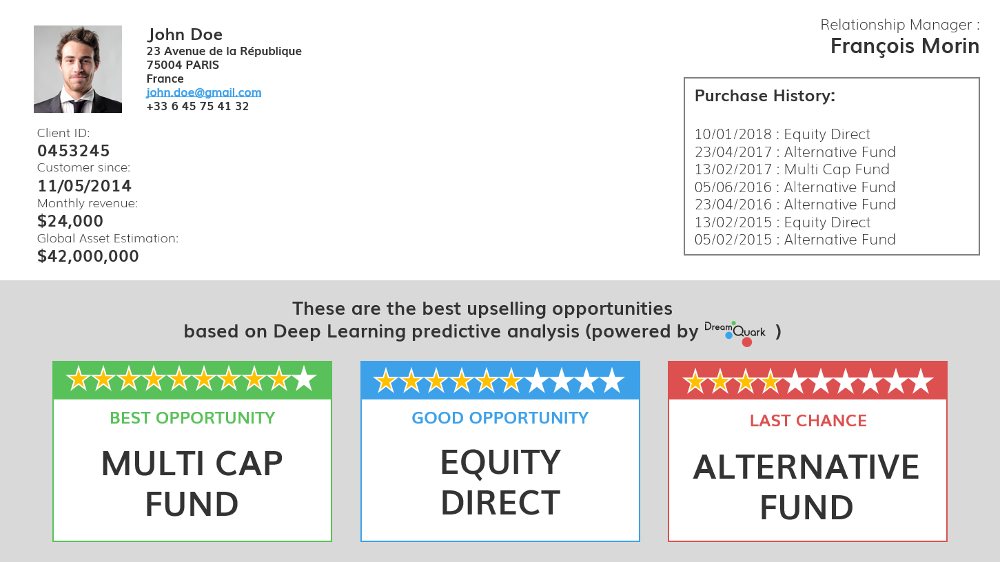 John Doe
23 Avenue de la République
75004 PARIS
France
john.doe@gmail.com
+33 6 45 75 41 32
Client ID:
0453245
Customer since:
11/05/2014
Monthly revenue:
$24,000
Global Asset Estimation:
$42,000,000
Relationship Manager :
François Morin
Purchase History:
10/01/2018 : Equity Direct
23/04/2017 : Alternative Fund
13/02/2017 : Multi Cap Fund
05/06/2016 : Alternative Fund
23/04/2016 : Alternative Fund
13/02/2015 : Equity Direct
05/02/2015 : Alternative Fund
These are the best upselling opportunities
based on Deep Learning predictive analysis (powered by DreamQuark )
BEST OPPORTUNITY
MULTI CAP
FUND
GOOD OPPORTUNITY
EQUITY
DIRECT
LAST CHANCE
ALTERNATIVE
FUND